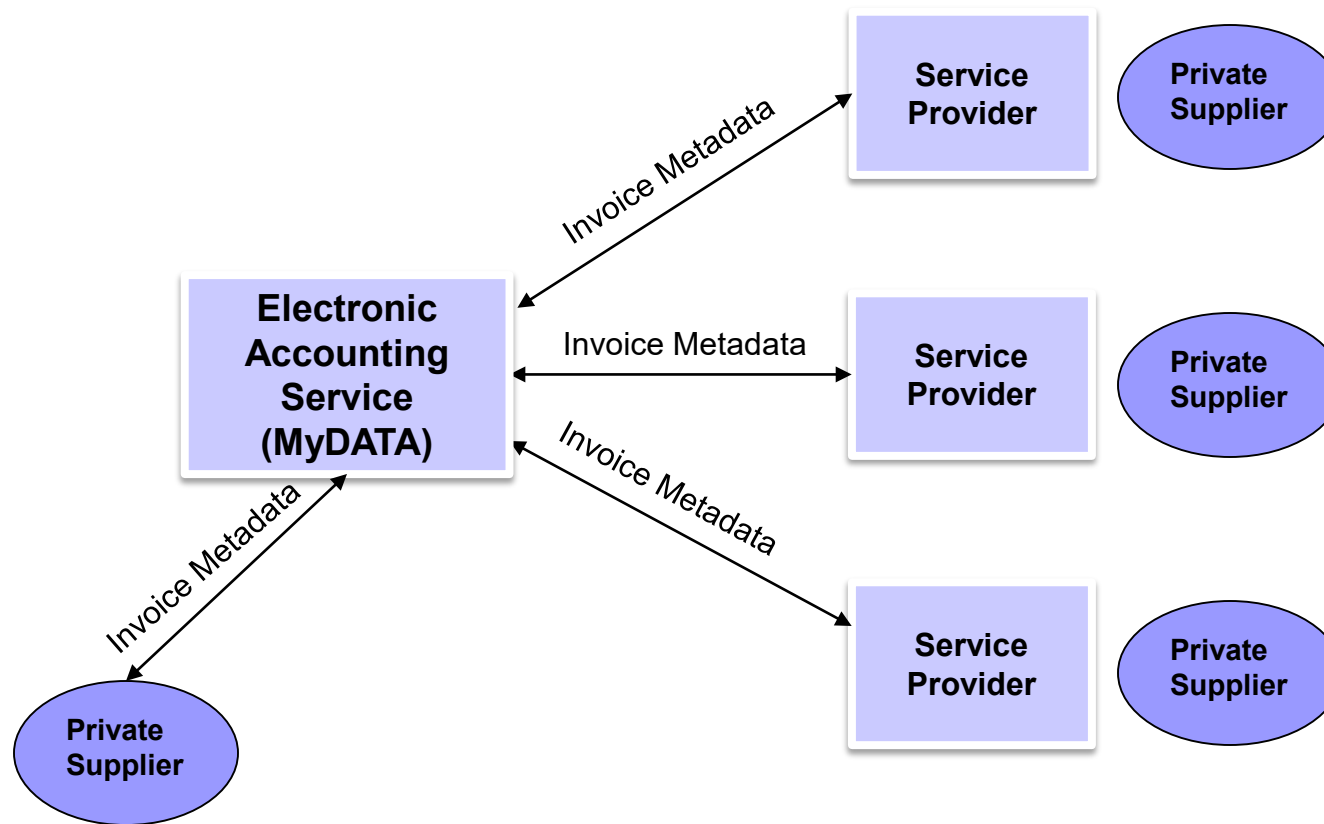 Service
Provider
Private
Supplier
Invoice Metadata
Electronic
Accounting
Service
(MyDATA)
Invoice Metadata
Service
Provider
Private
Supplier
Invoice Metadata
Invoice Metadata
Service
Provider
Private
Supplier
Private
Supplier